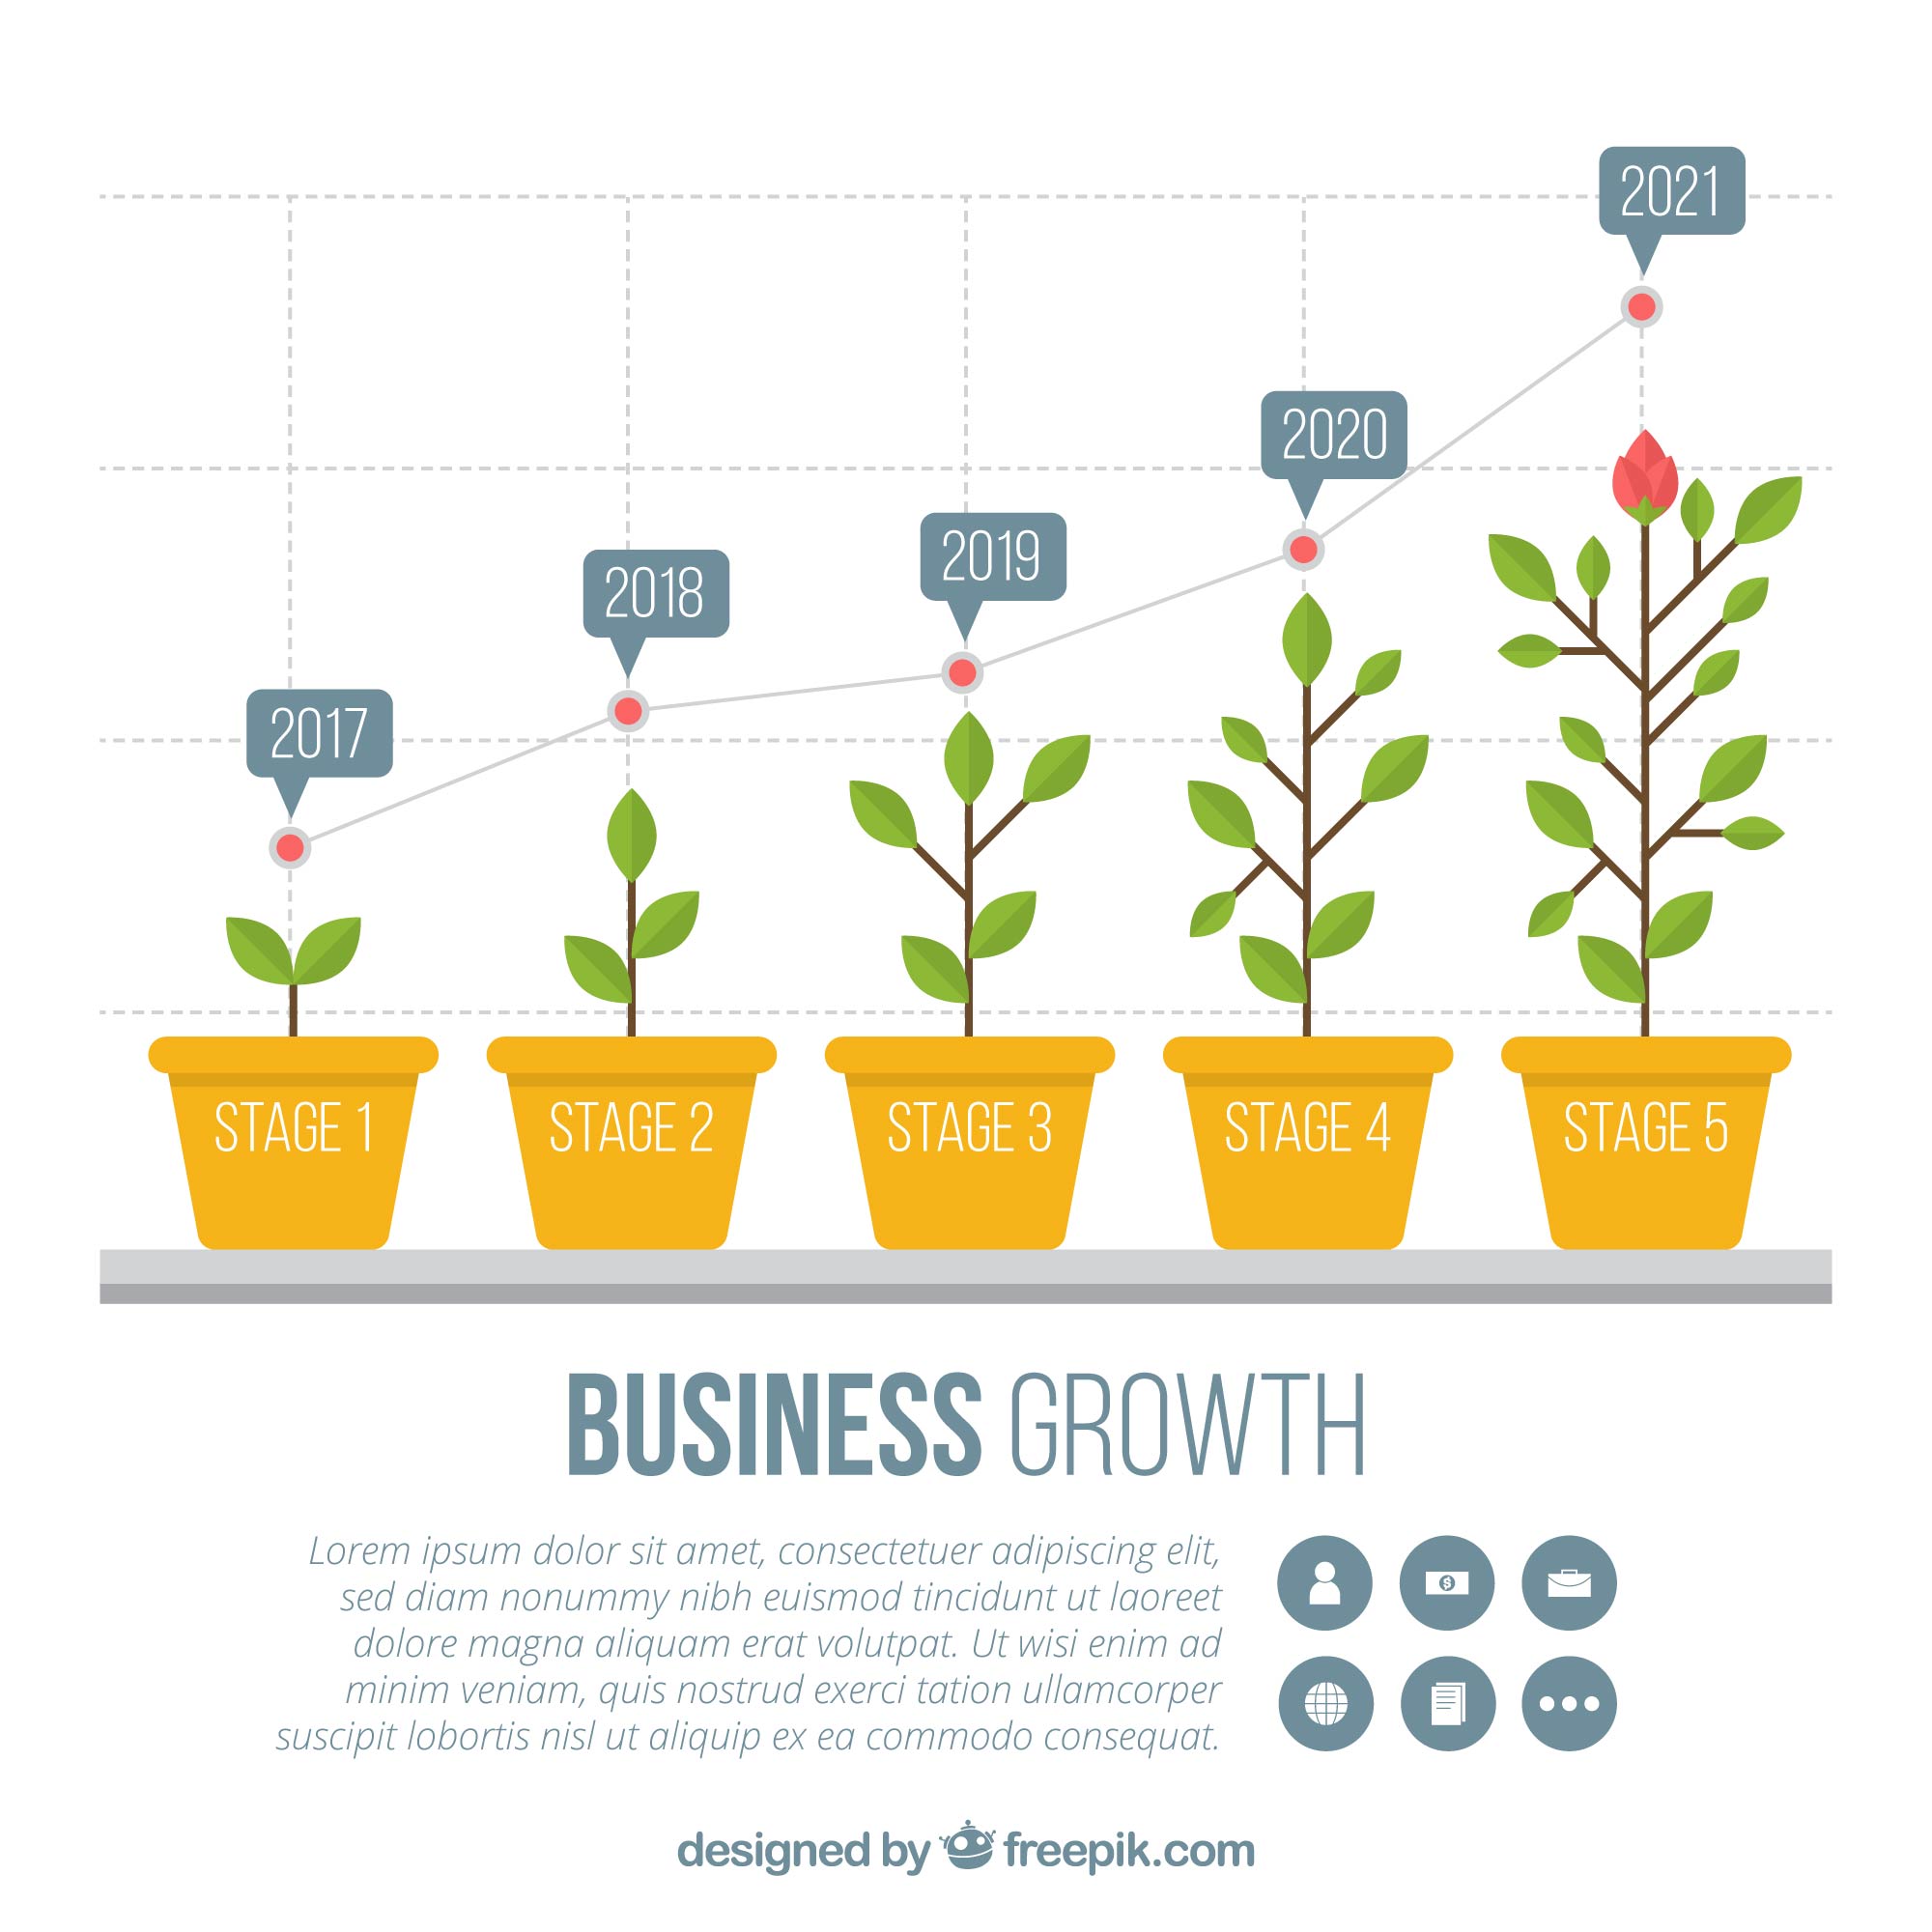 2021
2020
2019
2018
2017
STAGE 1
STAGE 2
STAGE 3
STAGE 4
STAGE 5
BUSINESS GROWTH
Lorem ipsum dolor sit amet, consectetuer adipiscing elit,
sed diam nonummy nibh euismod tincidunt ut laoreet
dolore magna aliquam erat volutpat. Ut wisi enim ad
minim veniam, quis nostrud exerci tation ullamcorper
suscipit lobortis nisl ut aliquip ex ea commodo consequat.
$
designed by freepik.com